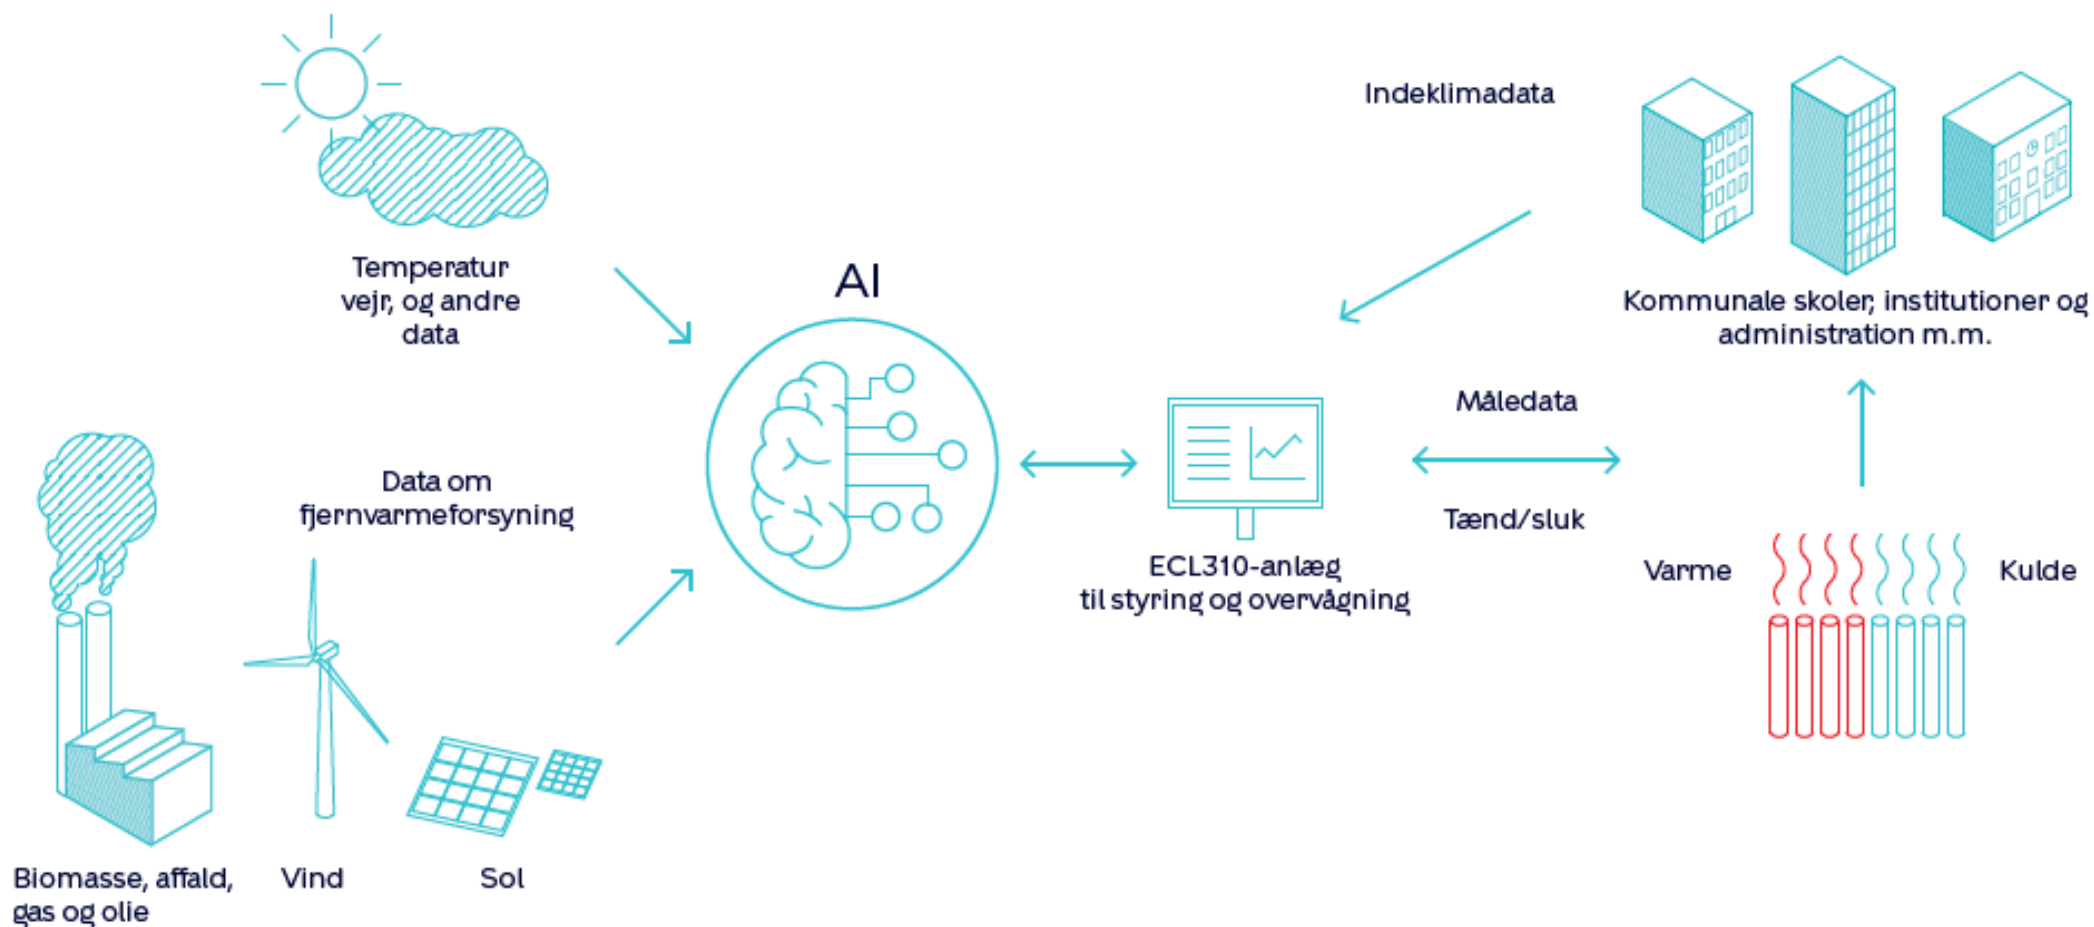 Temperatur
vejr, og andre
data
Data om
fjernvarmeforsyning
Biomasse, affald,
gas og olie
Vind
Sol
AI
ECL310-anlæg
til styring og overvågning
Indeklimadata
Kommunale skoler, institutioner og
administration m.m.
Måledata
Tænd/sluk
Varme
Kulde